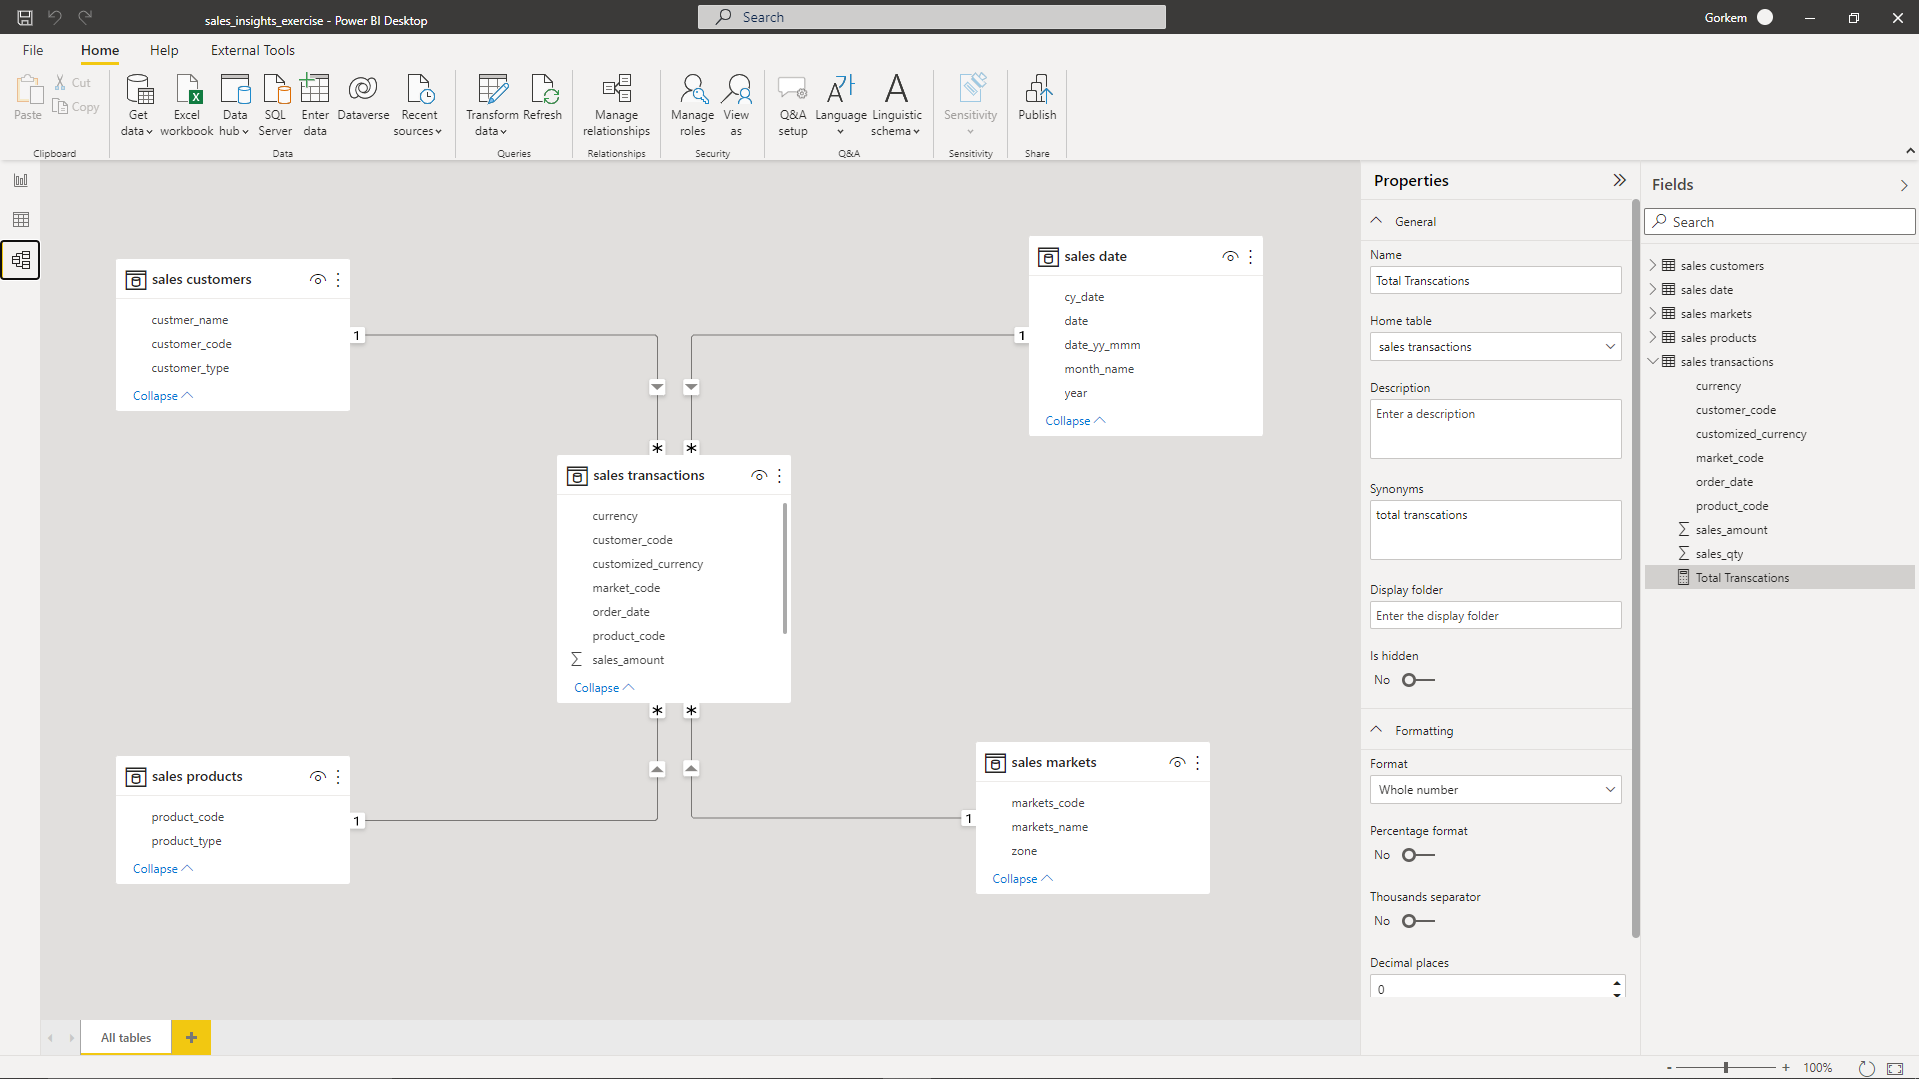 sales_insights_exercise - Power BI Desktop
Search
Gorkem
File Home Help External Tools
Paste
Cut
Copy
Clipboard
Get data
Excel workbook
Data hub
SQL Server
Enter data
Dataverse
Recent sources
Data
Transform data
Refresh
Queries
Manage relationships
Relationships
Manage roles
View as
Security
Q&A setup
Language
Linguistic schema
Q&A
Sensitivity
Sensitivity
Publish
Share
sales customers
custmer_name
customer_code
customer_type
Collapse
1
sales date
cy_date
date
date_yy_mmm
month_name
year
Collapse
1
*
*
sales transactions
currency
customer_code
customized_currency
market_code
order_date
product_code
∑ sales_amount
Collapse
*
*
sales products
product_code
product_type
Collapse
1
sales markets
markets_code
markets_name
zone
Collapse
1
Properties
General
Name
Total Transcations
Home table
sales transactions
Description
Enter a description
Synonyms
total transcations
Display folder
Enter the display folder
Is hidden
No
Formatting
Format
Whole number
Percentage format
No
Thousands separator
No
Decimal places
0
Fields
Search
sales customers
sales date
sales markets
sales products
sales transactions
currency
customer_code
customized_currency
market_code
order_date
product_code
∑ sales_amount
∑ sales_qty
Total Transcations
All tables
+
- + 100%